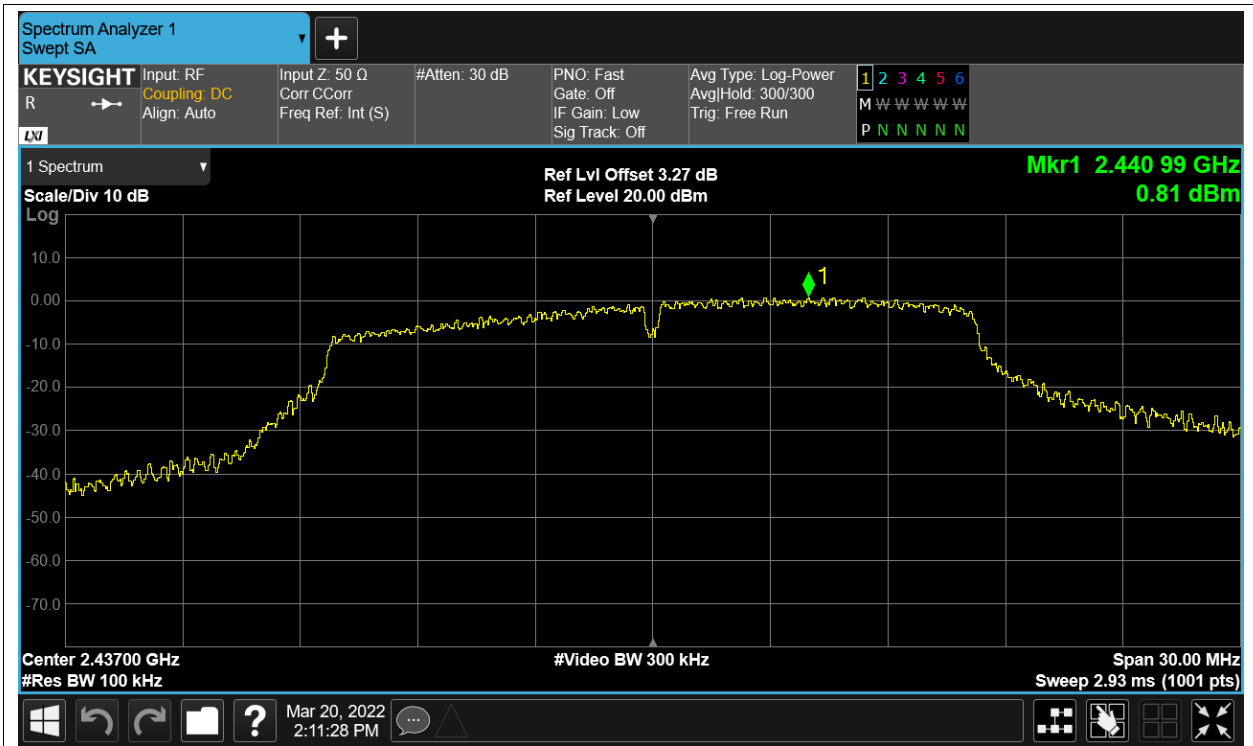 Spectrum Analyzer 1
Swept SA
KEYSIGHT
R
LXI
Input: RF
Coupling: DC
Align: Auto
Input Z: 50 Ω
Corr CCorr
Freq Ref: Int (S)
#Atten: 30 dB
PNO: Fast
Gate: Off
IF Gain: Low
Sig Track: Off
Avg Type: Log-Power
Avg|Hold: 300/300
Trig: Free Run
1 2 3 4 5 6
M W W W W W
P N N N N N
1 Spectrum
Scale/Div 10 dB
Ref Lvl Offset 3.27 dB
Ref Level 20.00 dBm
Mkr1 2.440 99 GHz
0.81 dBm
Log
10.0
0.00
-10.0
-20.0
-30.0
-40.0
-50.0
-60.0
-70.0
1
Center 2.43700 GHz
#Res BW 100 kHz
#Video BW 300 kHz
Span 30.00 MHz
Sweep 2.93 ms (1001 pts)
?
Mar 20, 2022
2:11:28 PM